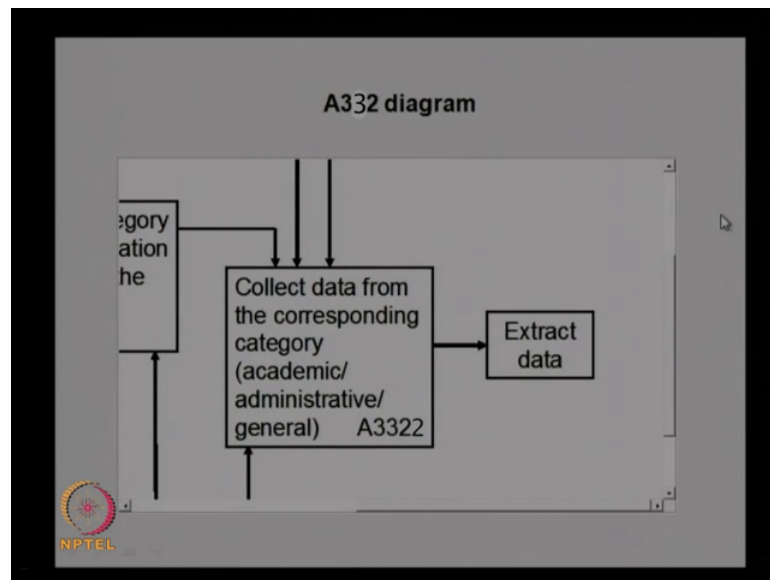 A332 diagram
egory
ation
he
Collect data from
the corresponding
category
(academic/
administrative/
general) A3322
Extract
data
NPTEL